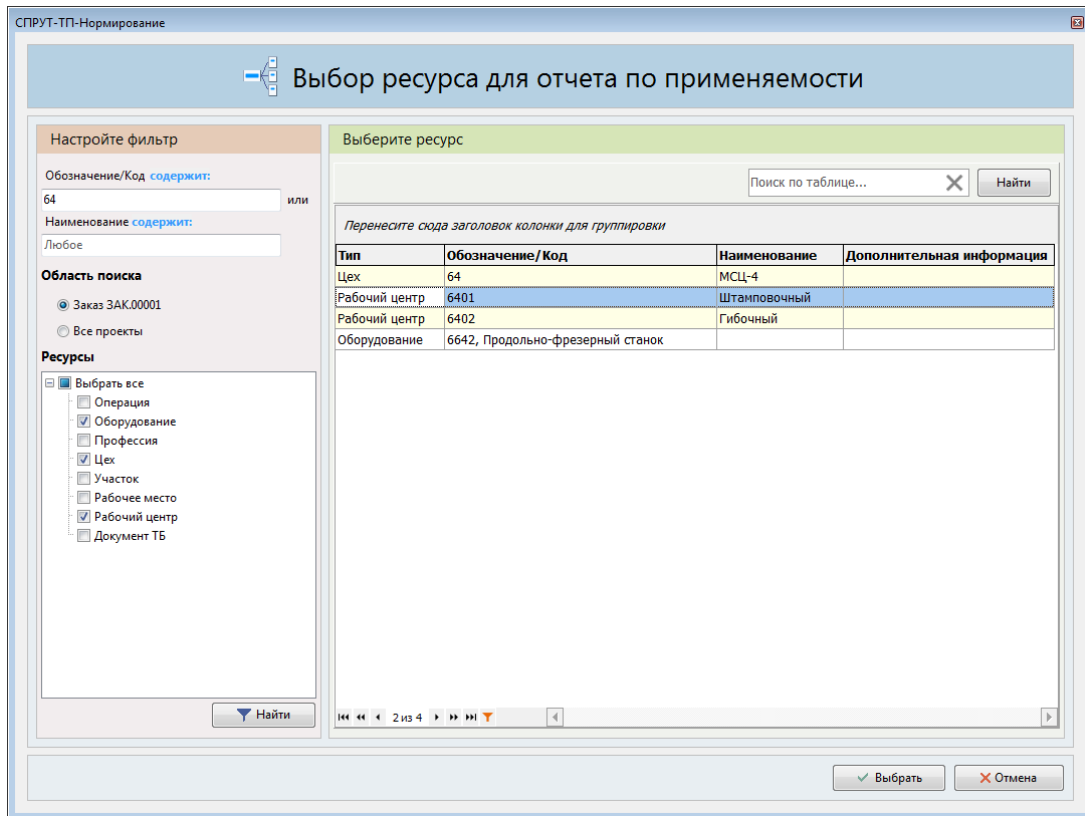 СПРУТ-ТП-Нормирование
Выбор ресурса для отчета по применяемости
Настройте фильтр
Обозначение/Код содержит:
64
или
Наименование содержит:
Любое
Область поиска
Заказ ЗАК.00001
Все проекты
Ресурсы
Выбрать все
Операция
Оборудование
Профессия
Цех
Участок
Рабочее место
Рабочий центр
Документ ТБ
Найти
Выберите ресурс
Поиск по таблице...
Найти
Перенесите сюда заголовок колонки для группировки
Тип Обозначение/Код Наименование Дополнительная информация
Цех 64 МСЦ-4
Рабочий центр 6401 Штамповочный
Рабочий центр 6402 Гибочный
Оборудование 6642, Продольно-фрезерный станок
2 из 4
Выбрать
Отмена